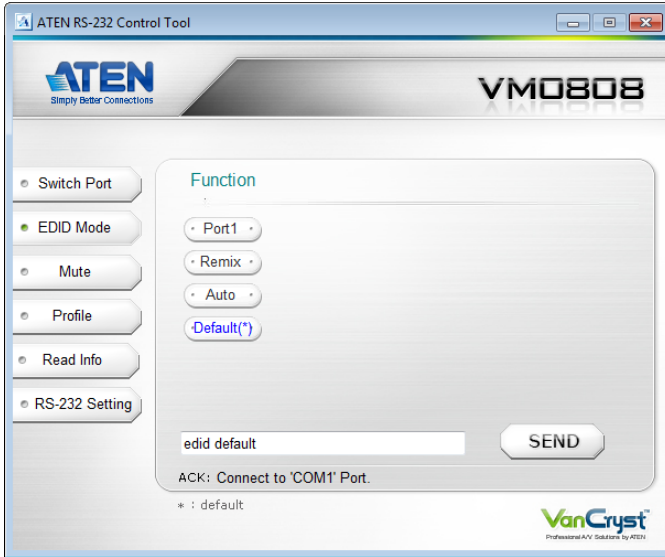 ATEN RS-232 Control Tool
ATEN
Simply Better Connections
VM0808
Switch Port
EDID Mode
Mute
Profile
Read Info
RS-232 Setting
Function
Port1
Remix
Auto
Default(*)
edid default
SEND
ACK: Connect to 'COM1' Port.
* : default
VanCryst™
Professional A/V Solutions by ATEN